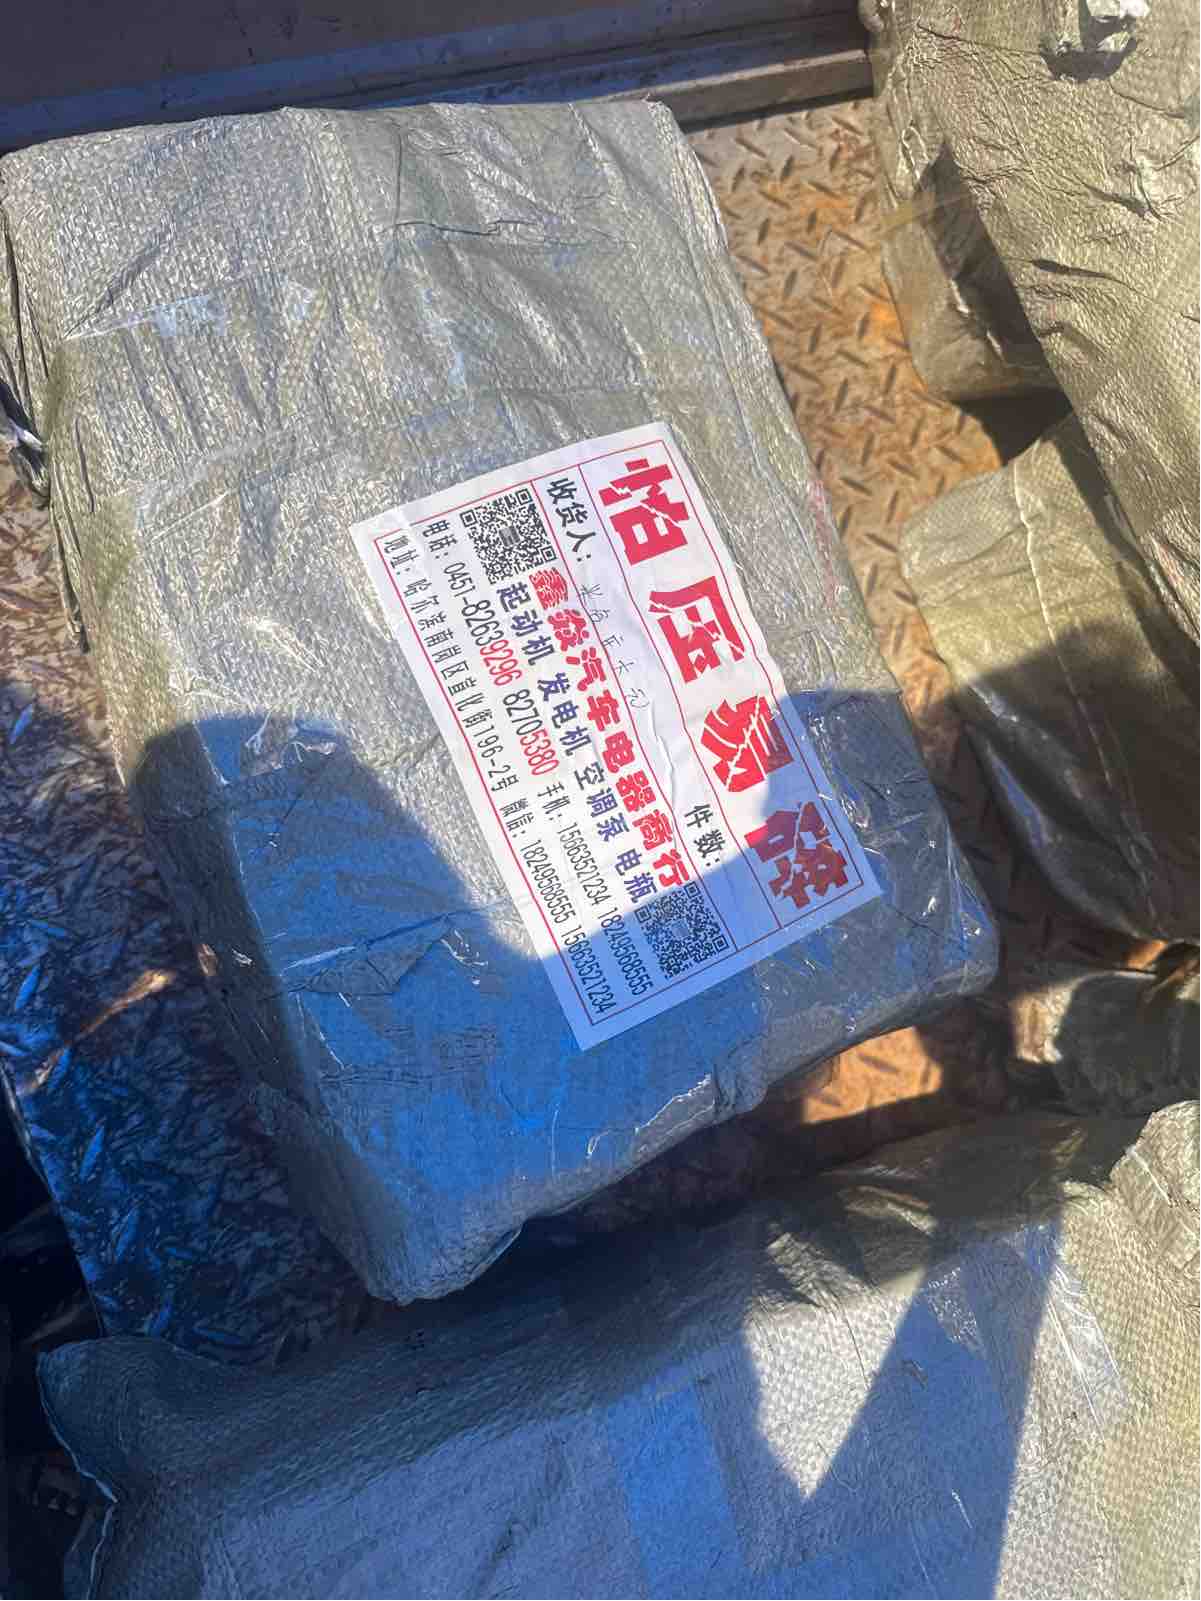 怕压易碎
收货人：
件数：
鑫淼汽车电器商行
起动机 发电机 空调泵 电瓶
电话：0451-82639296 82705380 手机：15663521234 18249568555
地址：哈尔滨南岗区宣化街196-2号 微信：18249568555 15663521234